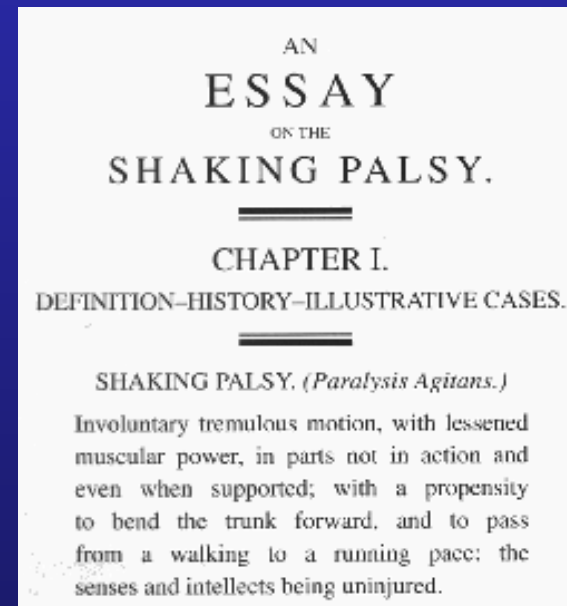 AN
ESSAY
ON THE
SHAKING PALSY.
CHAPTER I.
DEFINITION–HISTORY–ILLUSTRATIVE CASES.
SHAKING PALSY. (Paralysis Agitans.)
Involuntary tremulous motion, with lessened
muscular power, in parts not in action and
even when supported; with a propensity
to bend the trunk forward, and to pass
from a walking to a running pace: the
senses and intellects being uninjured.